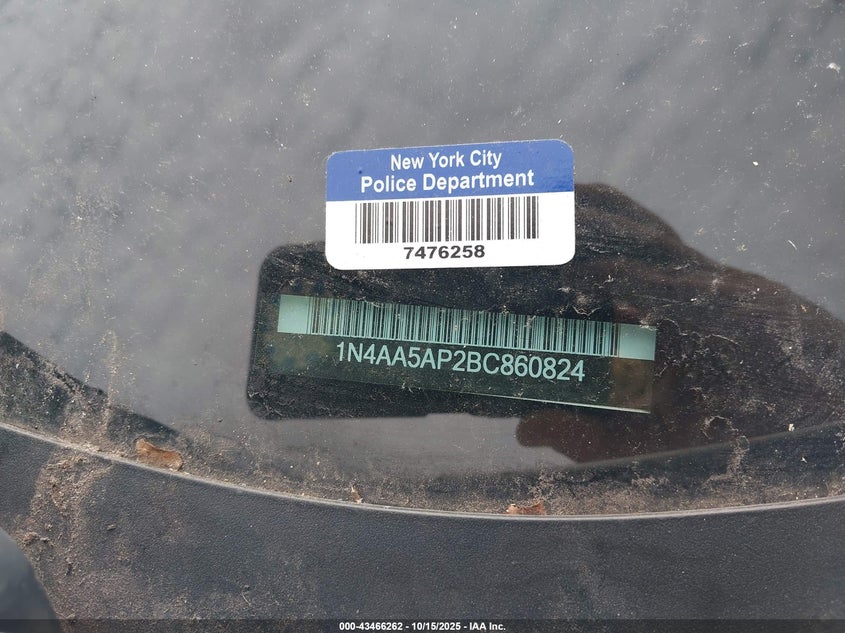 New York City
Police Department
7476258
1N4AA5AP2BC860824
000-43466262 - 10/15/2025 - IAA Inc.